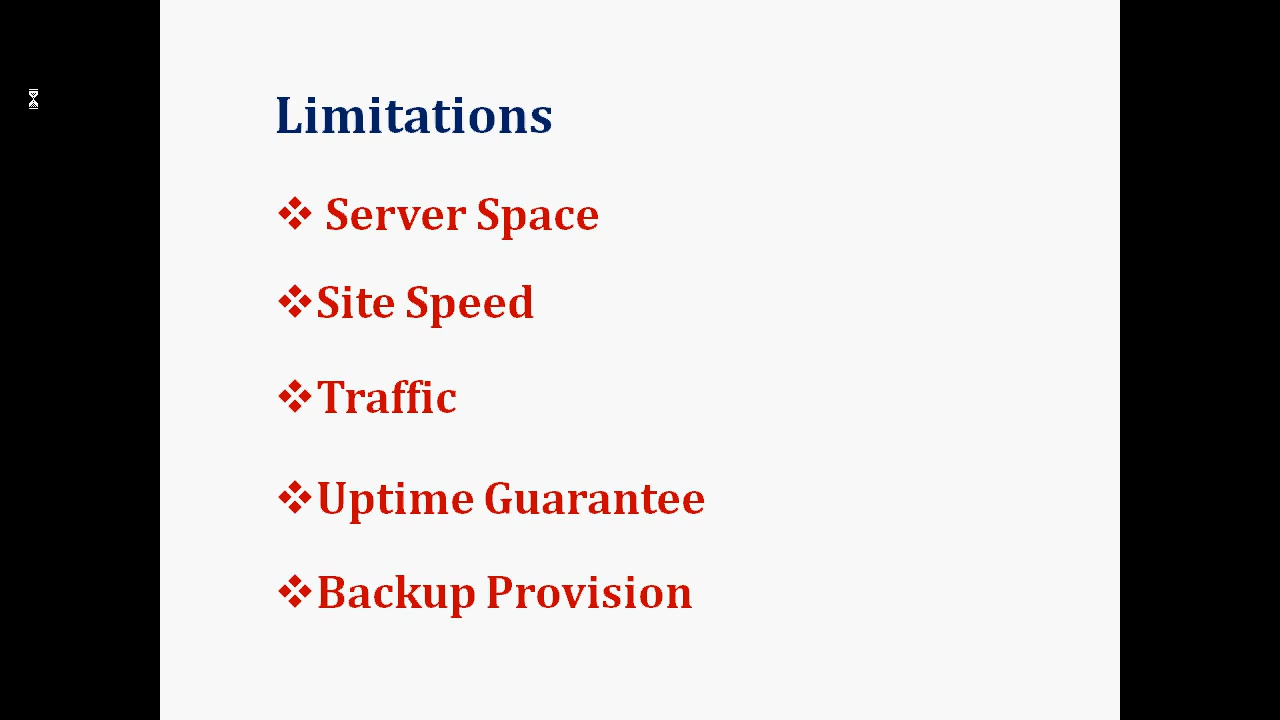 Limitations
❖ Server Space
❖Site Speed
❖Traffic
❖Uptime Guarantee
❖Backup Provision